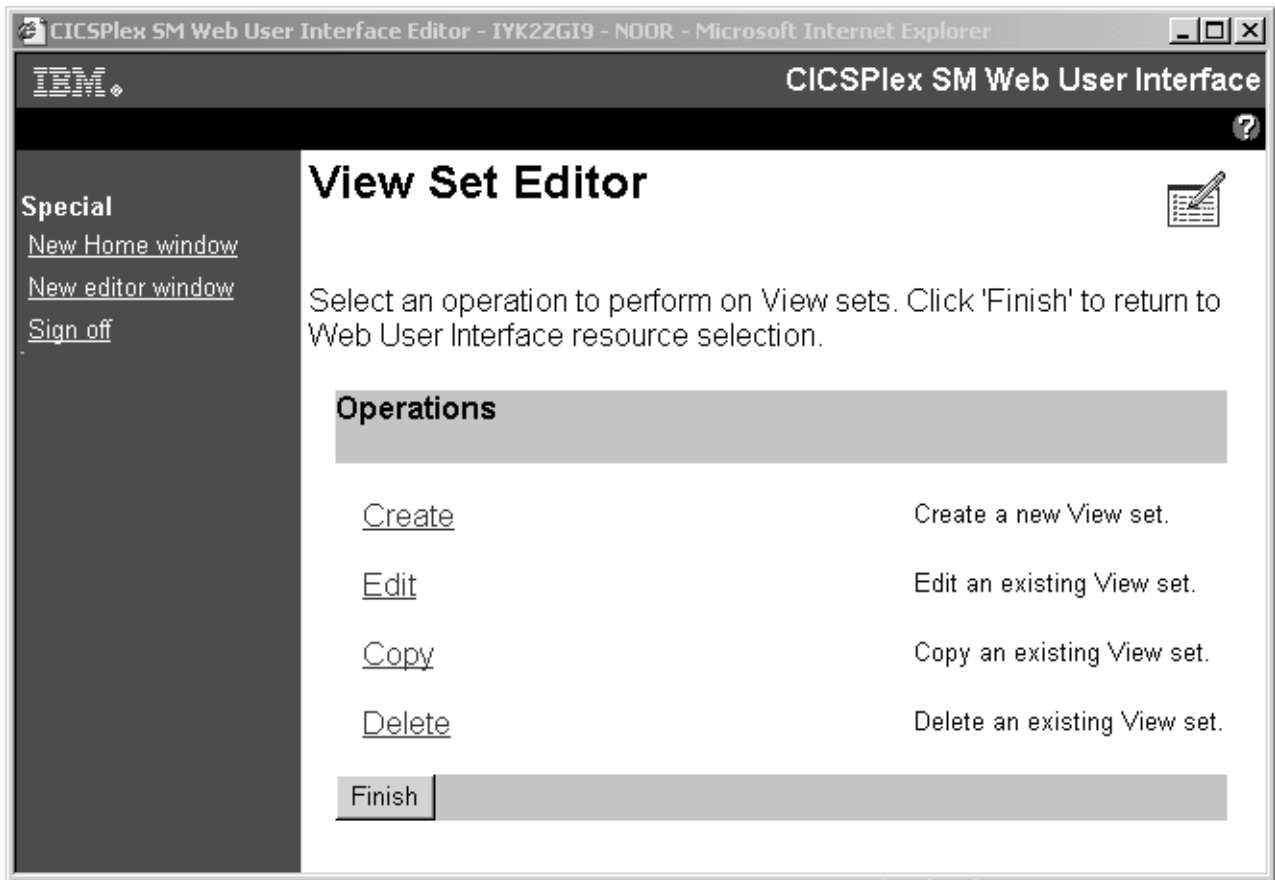 CICSPlex SM Web User Interface Editor - IYK2ZGI9 - NOOR - Microsoft Internet Explorer
IBM
CICSPlex SM Web User Interface
?
Special
New Home window
New editor window
Sign off
View Set Editor
Select an operation to perform on View sets. Click 'Finish' to return to
Web User Interface resource selection.
Operations
Create Create a new View set.
Edit Edit an existing View set.
Copy Copy an existing View set.
Delete Delete an existing View set.
Finish